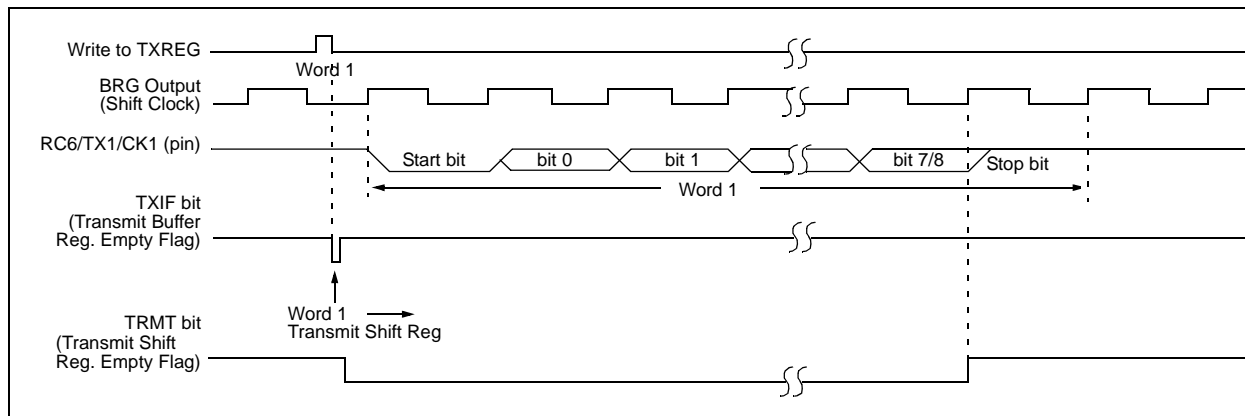 Write to TXREG
Word 1
BRG Output
(Shift Clock)
RC6/TX1/CK1 (pin)
Start bit
bit 0
bit 1
bit 7/8
Stop bit
Word 1
TXIF bit
(Transmit Buffer
Reg. Empty Flag)
Word 1
Transmit Shift Reg
TRMT bit
(Transmit Shift
Reg. Empty Flag)